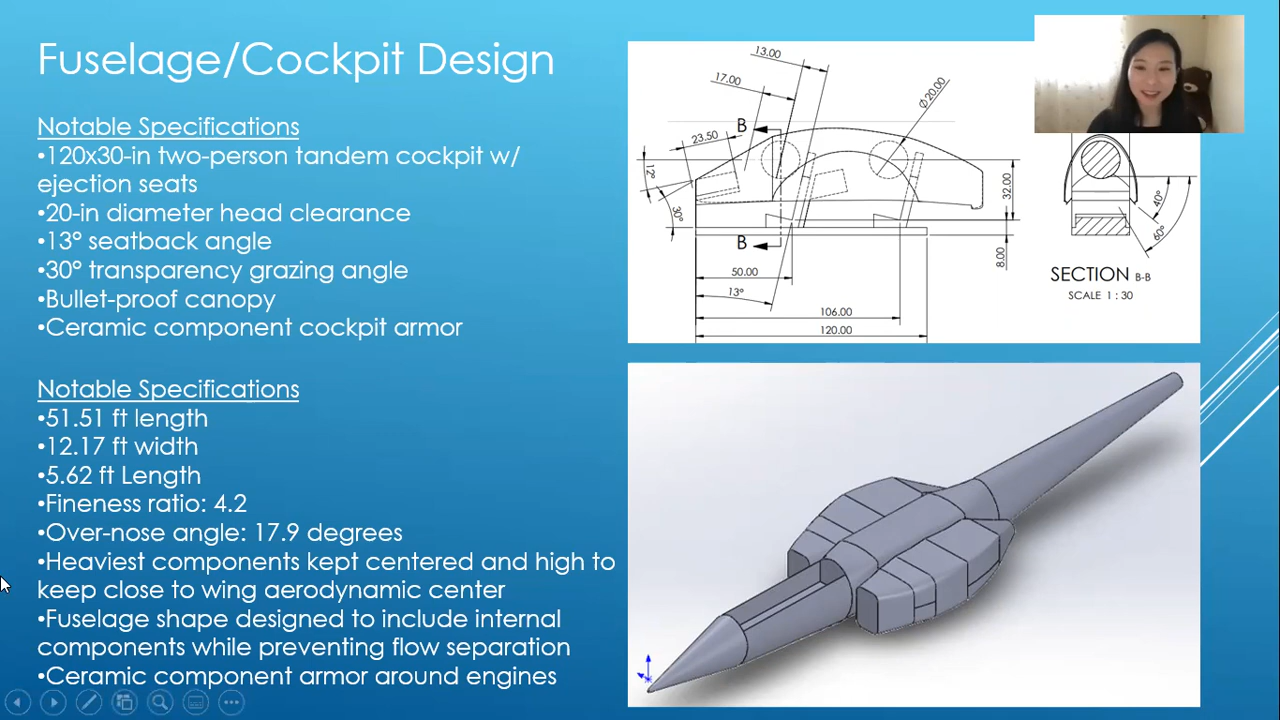 Fuselage/Cockpit Design
Notable Specifications
•120x30-in two-person tandem cockpit w/
ejection seats
•20-in diameter head clearance
•13° seatback angle
•30° transparency grazing angle
•Bullet-proof canopy
•Ceramic component cockpit armor
Notable Specifications
•51.51 ft length
•12.17 ft width
•5.62 ft Length
•Fineness ratio: 4.2
•Over-nose angle: 17.9 degrees
•Heaviest components kept centered and high to
keep close to wing aerodynamic center
•Fuselage shape designed to include internal
components while preventing flow separation
•Ceramic component armor around engines
13.00
17.00
Ø20.00
B
23.50
12°
30°
32.00
B
8.00
50.00
13°
106.00
120.00
40°
60°
SECTION B-B
SCALE 1 : 30